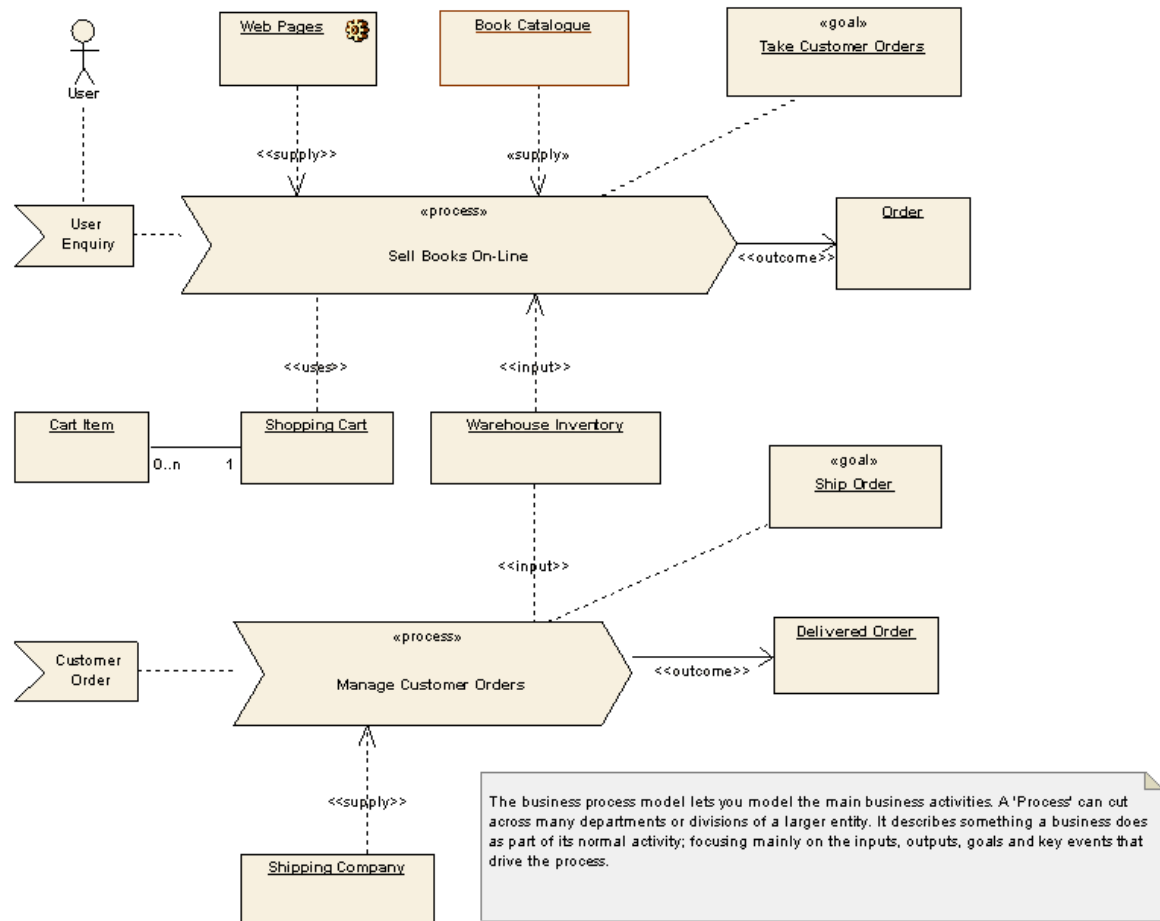 Web Pages
Book Catalogue
«goal»
Take Customer Orders
User
<<supply>>
«supply»
User
Enquiry
«process»
Sell Books On-Line
Order
<<outcome>>
<<uses>>
<<input>>
Cart Item
Shopping Cart
Warehouse Inventory
0..n
1
«goal»
Ship Order
<<input>>
Customer
Order
«process»
Manage Customer Orders
Delivered Order
<<outcome>>
<<supply>>
Shipping Company
The business process model lets you model the main business activities. A 'Process' can cut
across many departments or divisions of a larger entity. It describes something a business does
as part of its normal activity; focusing mainly on the inputs, outputs, goals and key events that
drive the process.